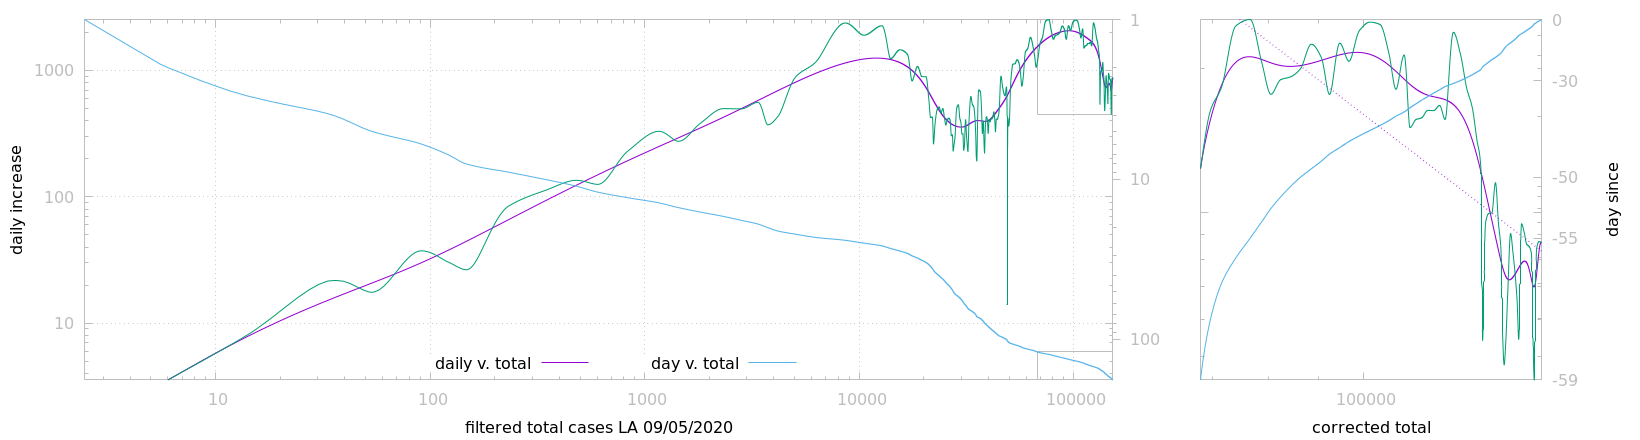 1000
100
10
daily increase
1
10
100
daily v. total
day v. total
10
100
1000
10000
100000
filtered total cases LA 09/05/2020
0
-30
-50
-55
-59
day since
100000
corrected total